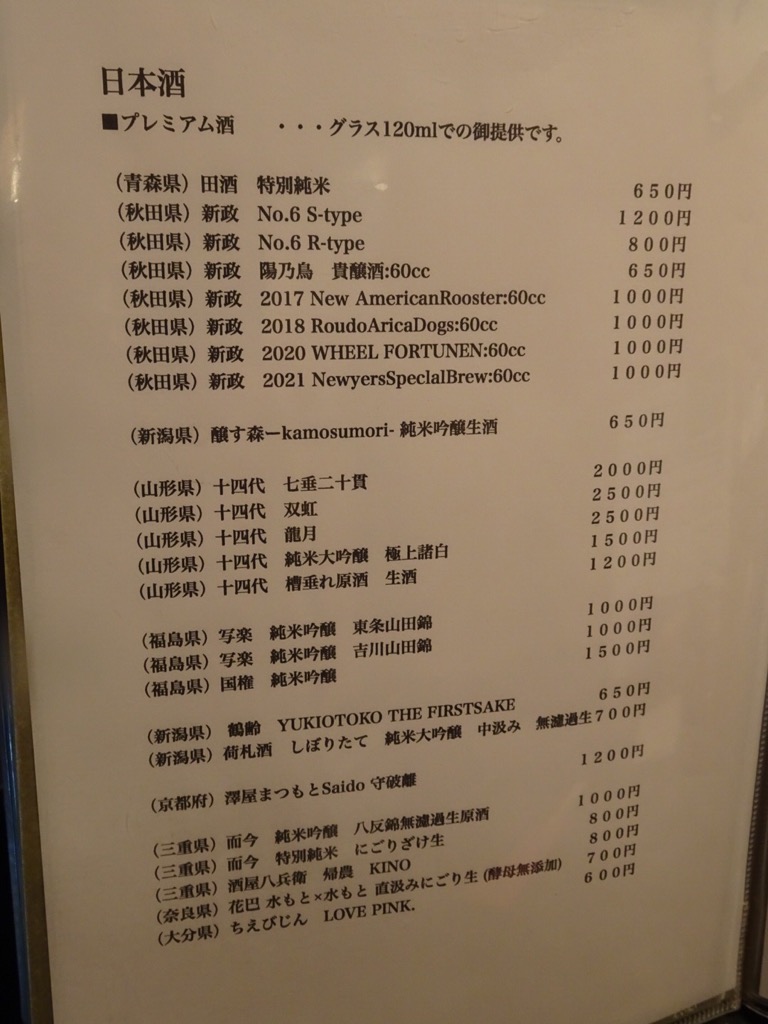 日本酒
■プレミアム酒　・・・グラス120mlでの御提供です。
（青森県）田酒　特別純米　650円
（秋田県）新政　No.6 S-type　1200円
（秋田県）新政　No.6 R-type　800円
（秋田県）新政　陽乃鳥　貴醸酒:60cc　650円
（秋田県）新政　2017 New AmericanRooster:60cc　1000円
（秋田県）新政　2018 RoudoAricaDogs:60cc　1000円
（秋田県）新政　2020 WHEEL FORTUNEN:60cc　1000円
（秋田県）新政　2021 NewyersSpeclalBrew:60cc　1000円
（新潟県）醸す森ーkamosumori- 純米吟醸生酒　650円
（山形県）十四代　七垂二十貫　2000円
（山形県）十四代　双虹　2500円
（山形県）十四代　龍月　2500円
（山形県）十四代　純米大吟醸　極上諸白　1500円
（山形県）十四代　槽垂れ原酒　生酒　1200円
（福島県）写楽　純米吟醸　東条山田錦　1000円
（福島県）写楽　純米吟醸　吉川山田錦　1000円
（福島県）国権　純米吟醸　1500円
（新潟県）鶴齢　YUKIOTOKO THE FIRSTSAKE　650円
（新潟県）荷札酒　しぼりたて　純米大吟醸　中汲み　無濾過生700円
（京都府）澤屋まつもとSaido 守破離　1200円
（三重県）而今　純米吟醸　八反錦無濾過生原酒　1000円
（三重県）而今　特別純米　にごりざけ生　800円
（三重県）酒屋八兵衛　帰農　KINO　800円
（奈良県）花巴 水もと×水もと 直汲みにごり生 (酵母無添加)　700円
（大分県）ちえびじん　LOVE PINK.　600円